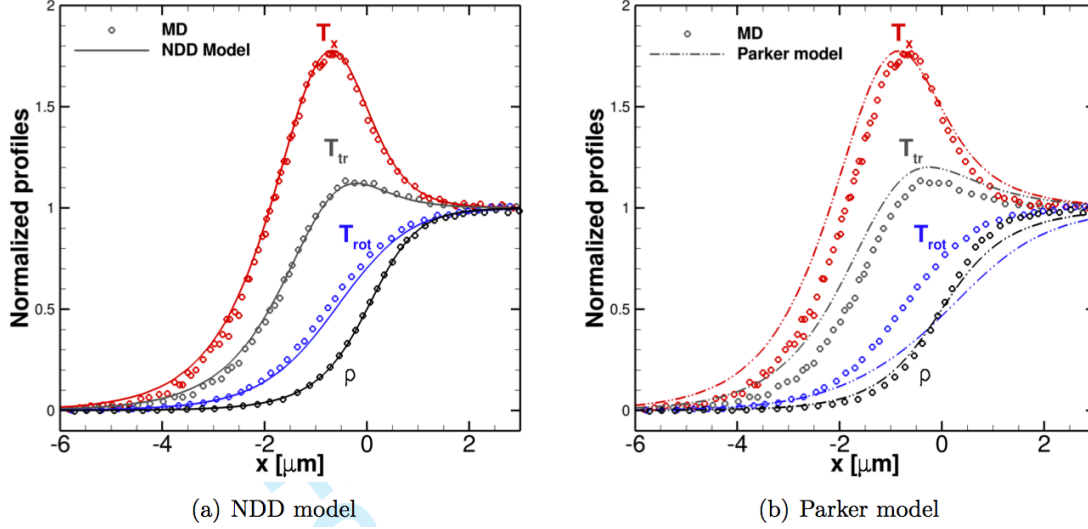 MD
NDD Model
T
x
T
tr
T
rot
ρ
Normalized profiles
2
1.5
1
0.5
0
-6
-4
-2
0
2
x [μm]
(a) NDD model
MD
Parker model
T
x
T
tr
T
rot
ρ
Normalized profiles
2
1.5
1
0.5
0
-6
-4
-2
0
2
x [μm]
(b) Parker model